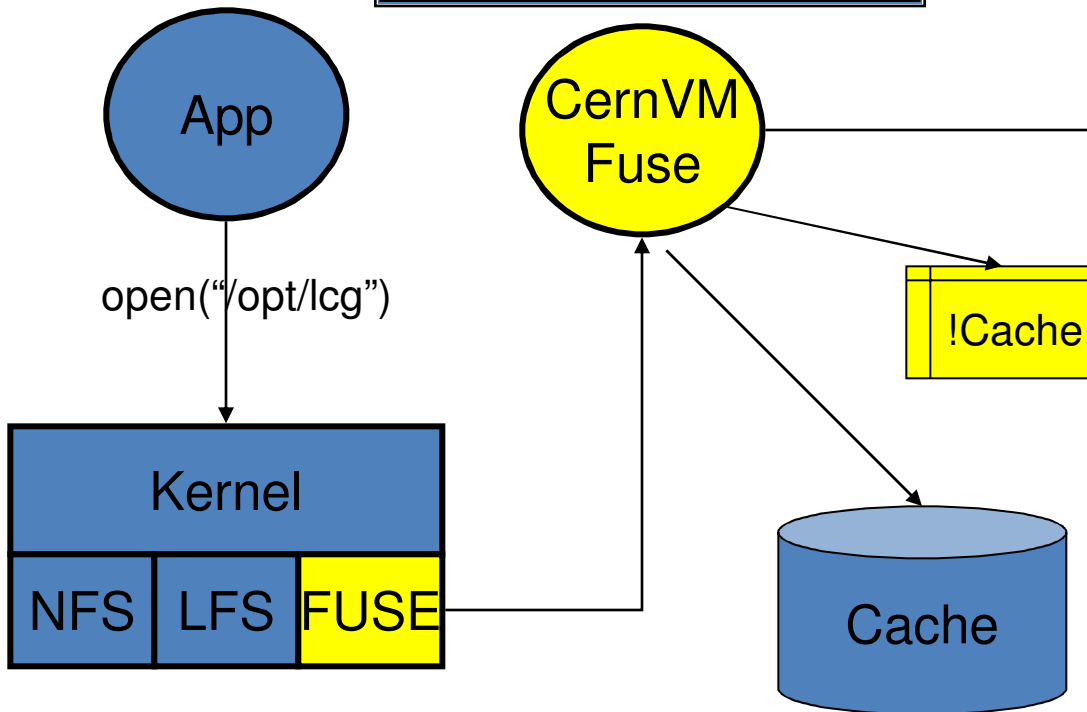 App
CernVM
Fuse
open(“/opt/lcg”)
!Cache
Kernel
NFS LFS FUSE
Cache